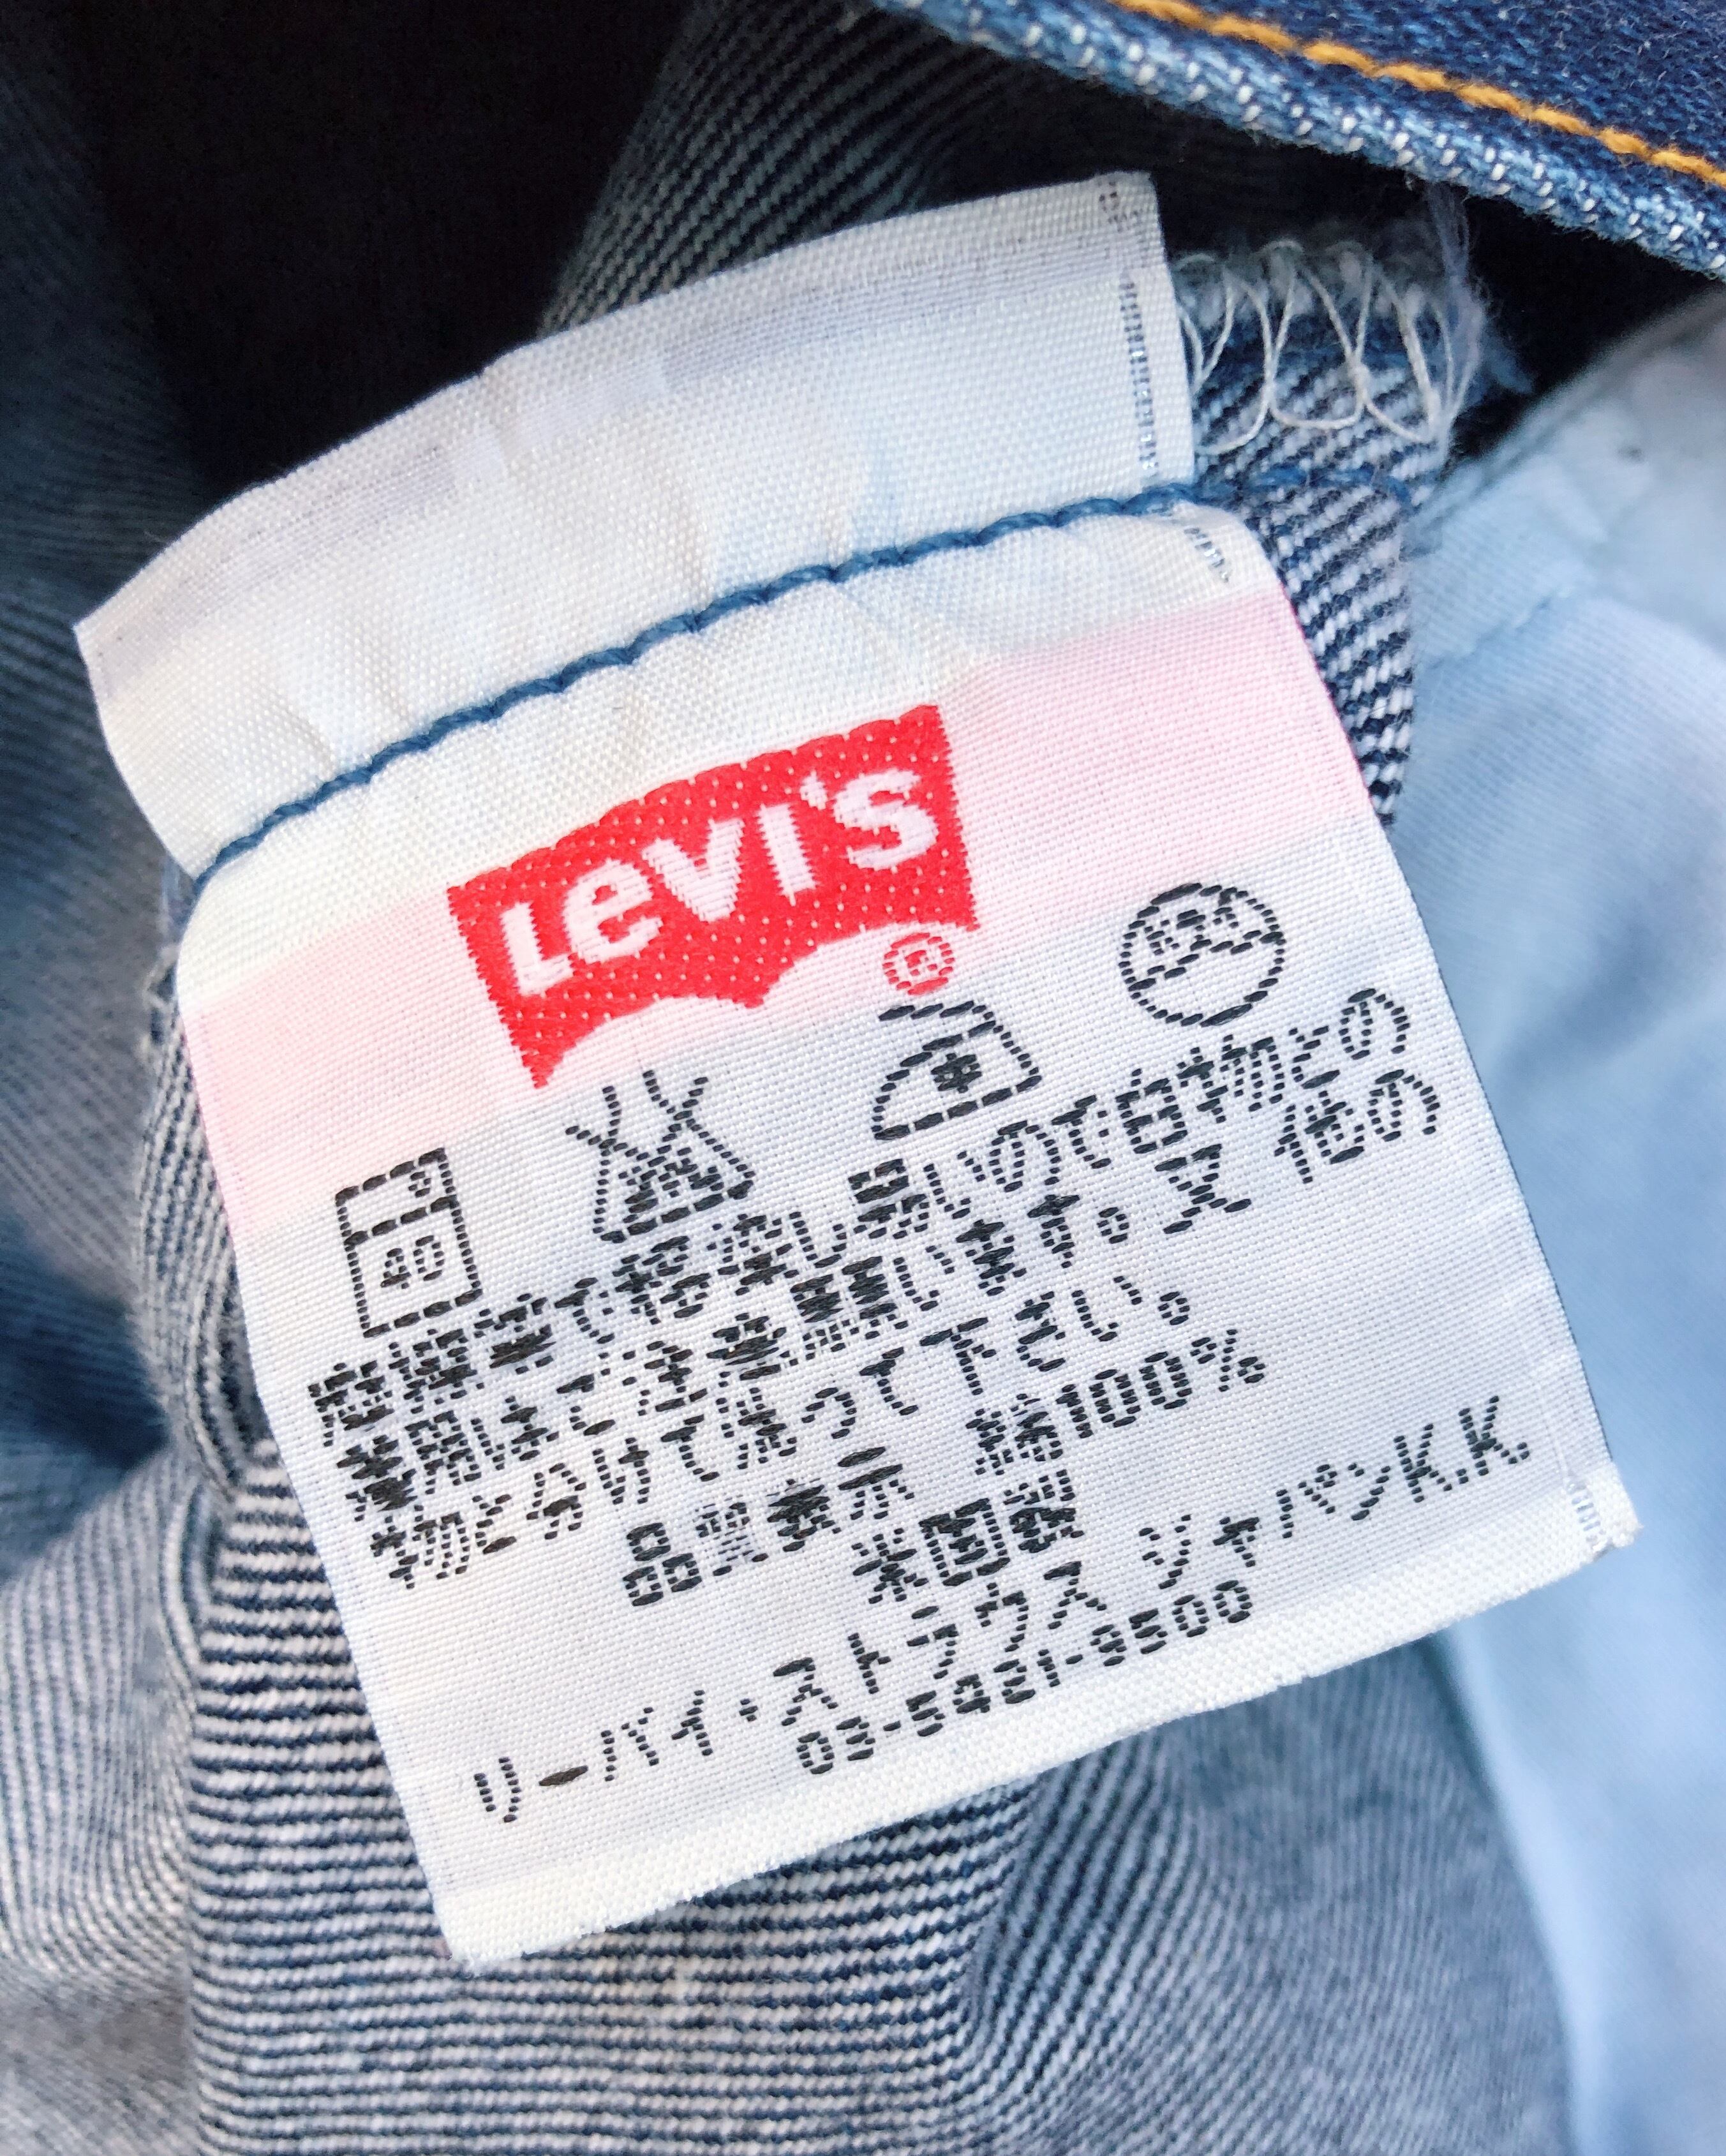 Levi's
®
40
摩擦等で移染し易いので白物との
着用はご注意願います。又 他の
物と分けて洗って下さい。
品質表示 綿100%
米国製
リーバイ・ストラウス ジャパンK.K.
03-5421-9500